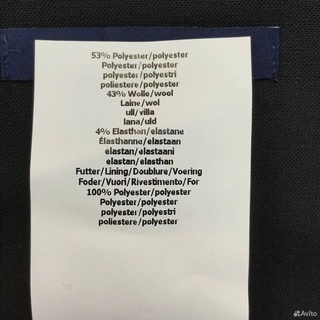 53% Polyester/polyester
Polyester/polyester
polyesteri/polyestri
poliestere/polyester
43% Wolle/wool
Laine/wol
ull/villa
lana/uld
4% Elasthan/elastane
Élasthanne/elastaan
elastan/elastaani
elastan/elasthan
Futter/Lining/Doublure/Voering
Foder/Vuori/Rivestimento/For
100% Polyester/polyester
Polyester/polyester
polyester/polyestri
poliestere/polyester
Avito